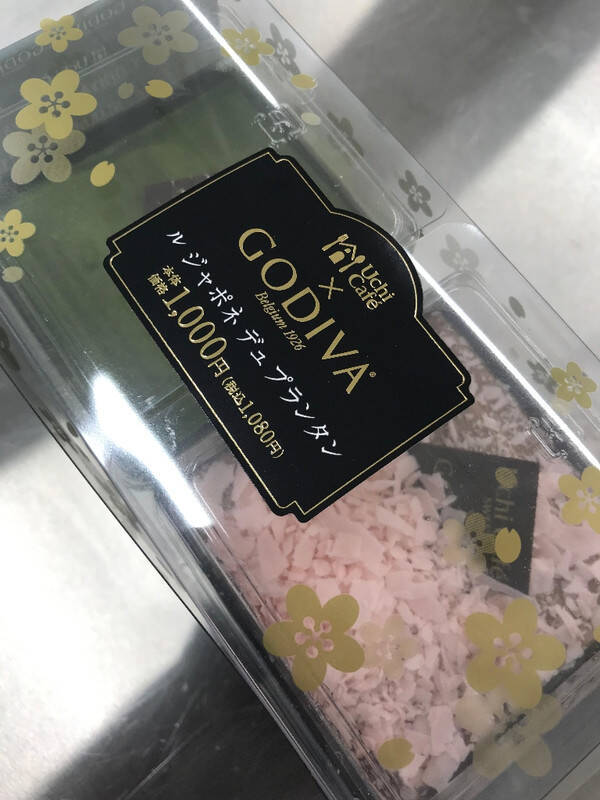 Uchi
Café
×
GODIVA
Belgium 1926
ル ジャポネ デュ プランタン
本体
価格
1,000円(税込1,080円)
Uchi